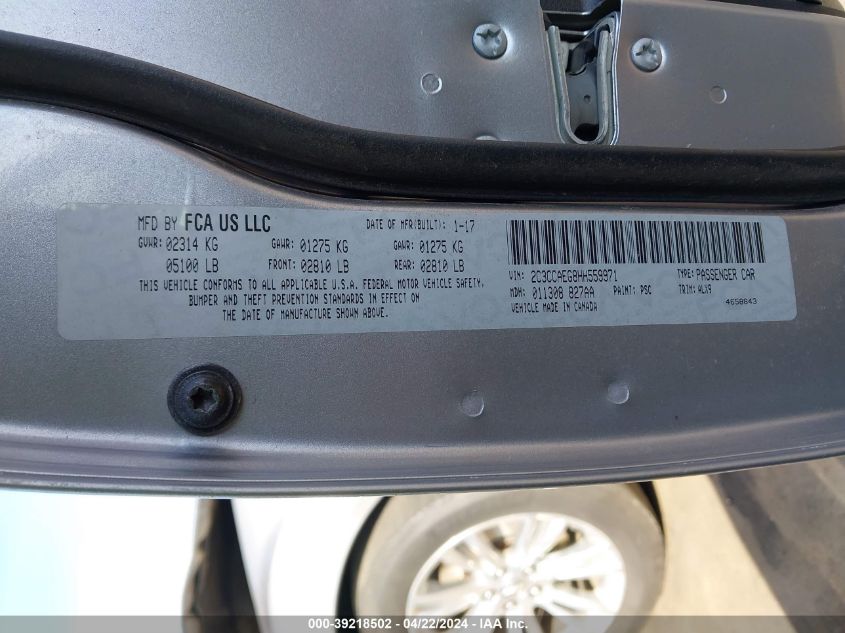 MFD BY FCA US LLC
DATE OF MFR(BUILT): 1-17
GVWR: 02314 KG GAWR: 01275 KG GAWR: 01275 KG
05100 LB FRONT: 02810 LB REAR: 02810 LB
THIS VEHICLE CONFORMS TO ALL APPLICABLE U.S.A. FEDERAL MOTOR VEHICLE SAFETY,
BUMPER AND THEFT PREVENTION STANDARDS IN EFFECT ON
THE DATE OF MANUFACTURE SHOWN ABOVE.
VIN: 2C3CCAEG8HH559971 TYPE: PASSENGER CAR
MDH: 011308 827AA PAINT: PSC TRIM: ALX9
VEHICLE MADE IN CANADA 4658843
000-39218502 - 04/22/2024 - IAA Inc.